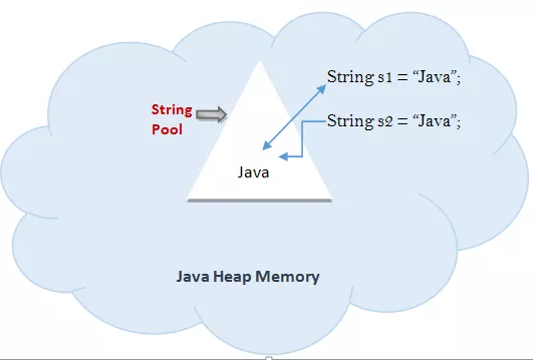 String s1 = “Java”;
String
Pool
String s2 = “Java”;
Java
Java Heap Memory